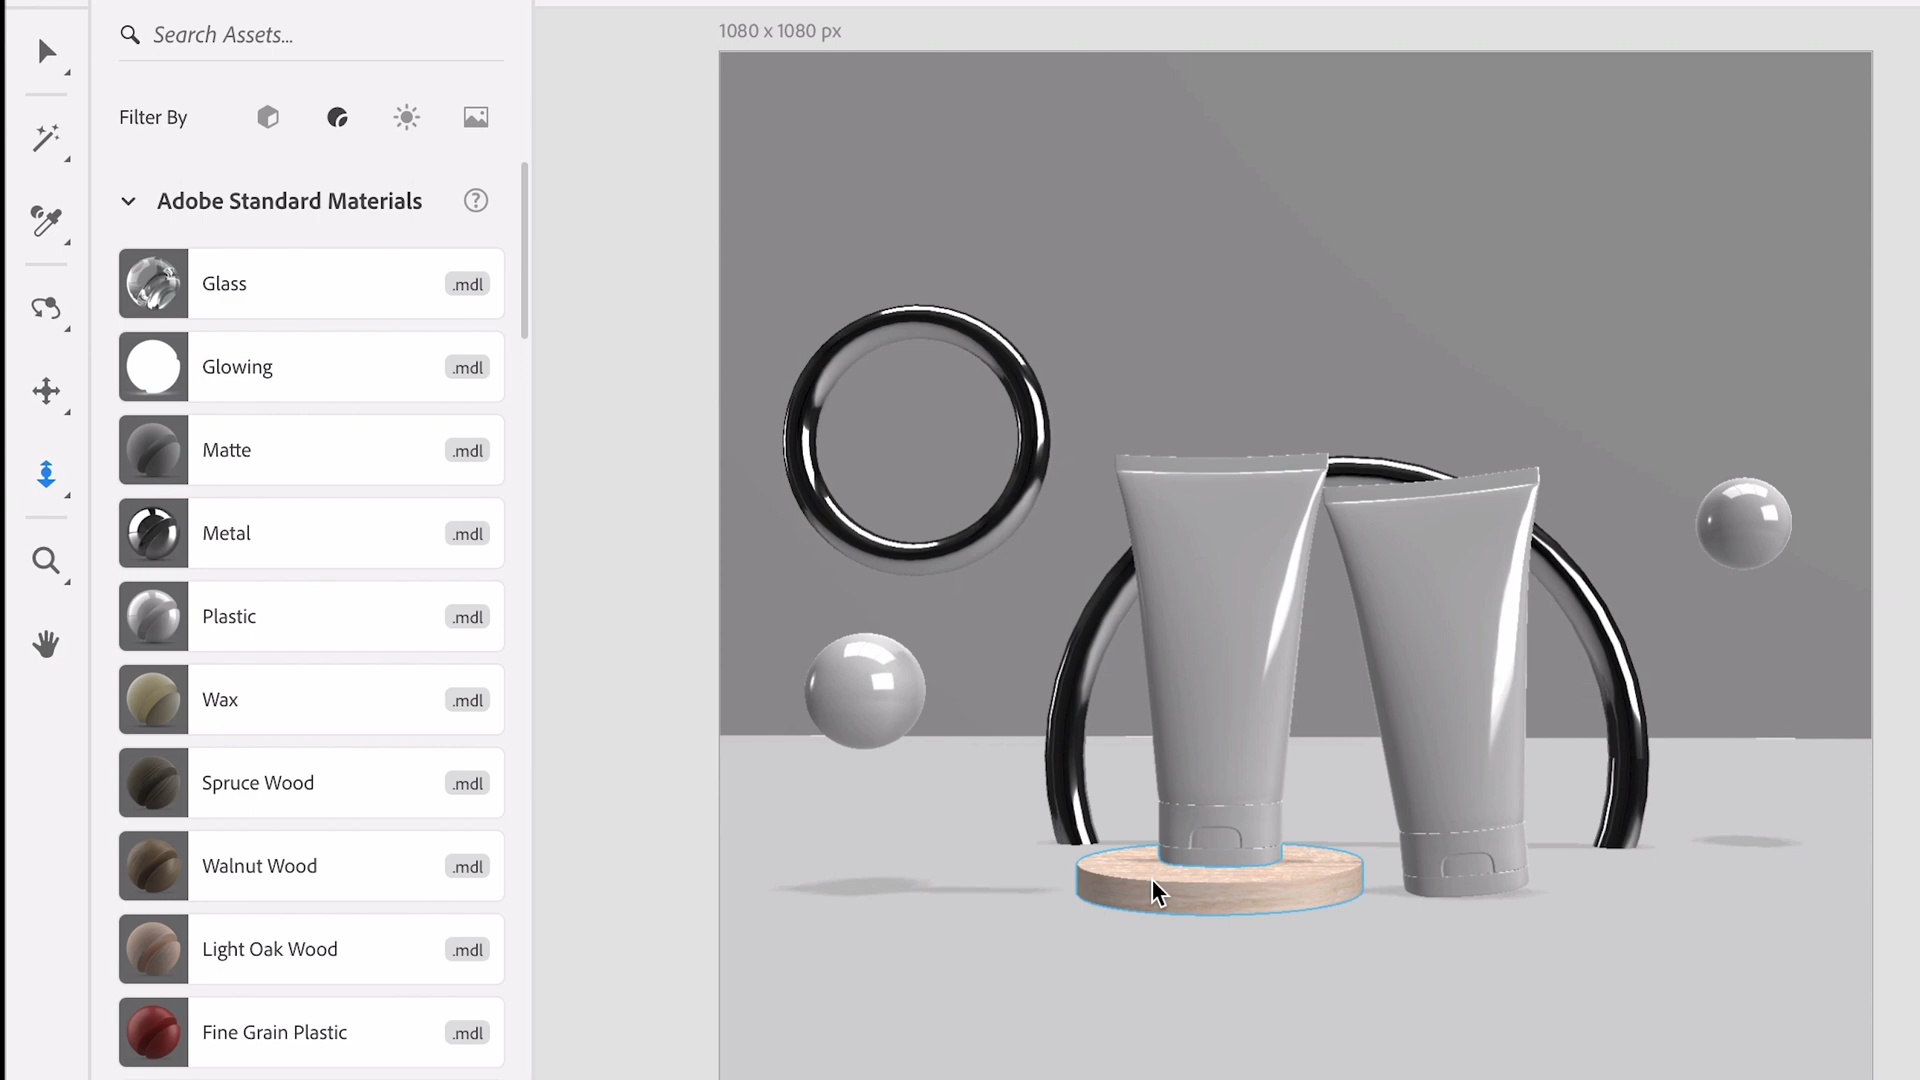 Search Assets...
1080 x 1080 px
Filter By
Adobe Standard Materials
Glass .mdl
Glowing .mdl
Matte .mdl
Metal .mdl
Plastic .mdl
Wax .mdl
Spruce Wood .mdl
Walnut Wood .mdl
Light Oak Wood .mdl
Fine Grain Plastic .mdl